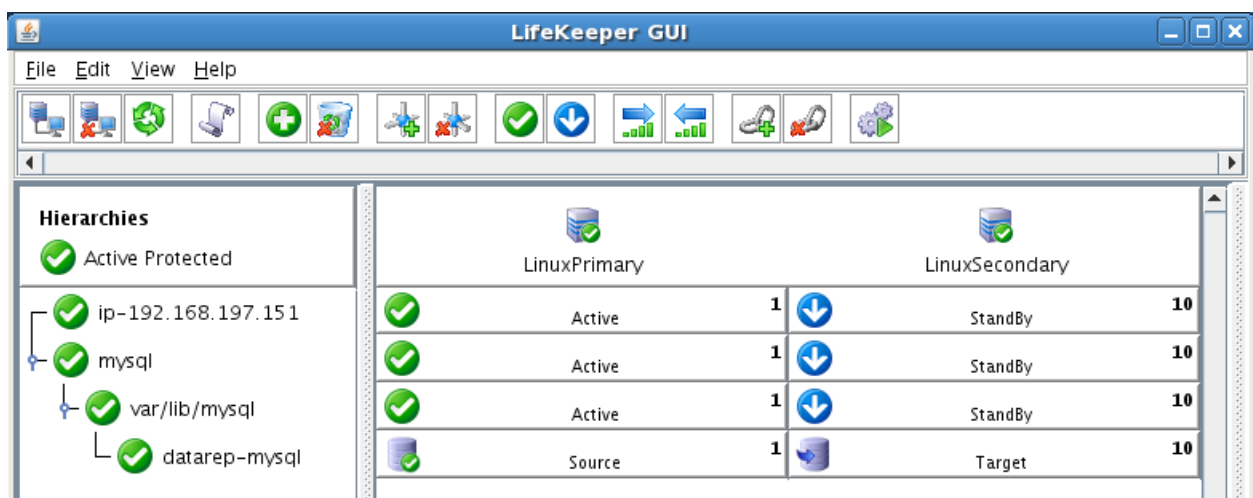 LifeKeeper GUI
File Edit View Help
Hierarchies
Active Protected
LinuxPrimary LinuxSecondary
ip-192.168.197.151 Active 1 StandBy 10
mysql Active 1 StandBy 10
var/lib/mysql Active 1 StandBy 10
datarep-mysql Source 1 Target 10